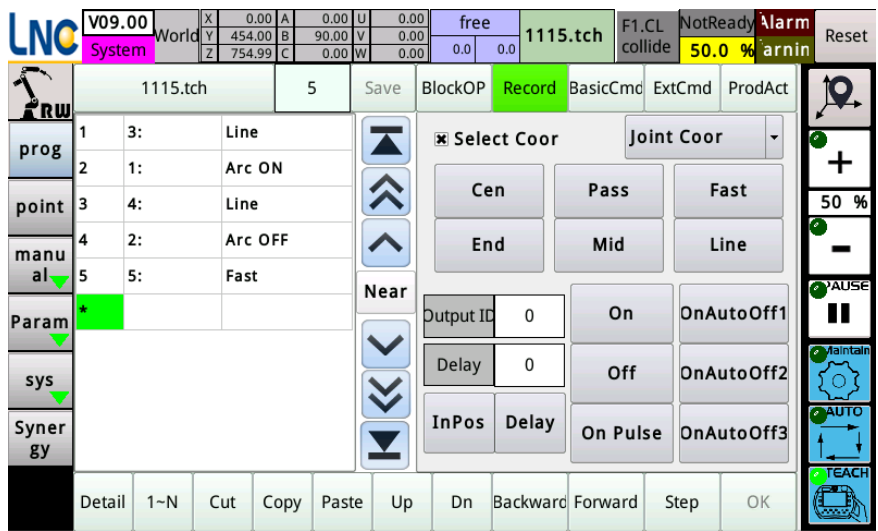 LNC
V09.00
System
World
X 0.00 A 0.00 U 0.00
Y 454.00 B 90.00 V 0.00
Z 754.99 C 0.00 W 0.00
free
0.0 0.0
1115.tch
F1.CL
collide
NotReady
50.0 %
Alarm
arnin
Reset
RW
1115.tch 5 Save BlockOP Record BasicCmd ExtCmd ProdAct
prog
point
manu
al
Param
sys
Syner
gy
1 3: Line
2 1: Arc ON
3 4: Line
4 2: Arc OFF
5 5: Fast
*
Near
Select Coor Joint Coor
Cen Pass Fast
End Mid Line
Output ID 0 On OnAutoOff1
Delay 0 Off OnAutoOff2
InPos Delay On Pulse OnAutoOff3
+
50 %
-
PAUSE
Maintain
AUTO
TEACH
Detail 1~N Cut Copy Paste Up Dn Backward Forward Step OK